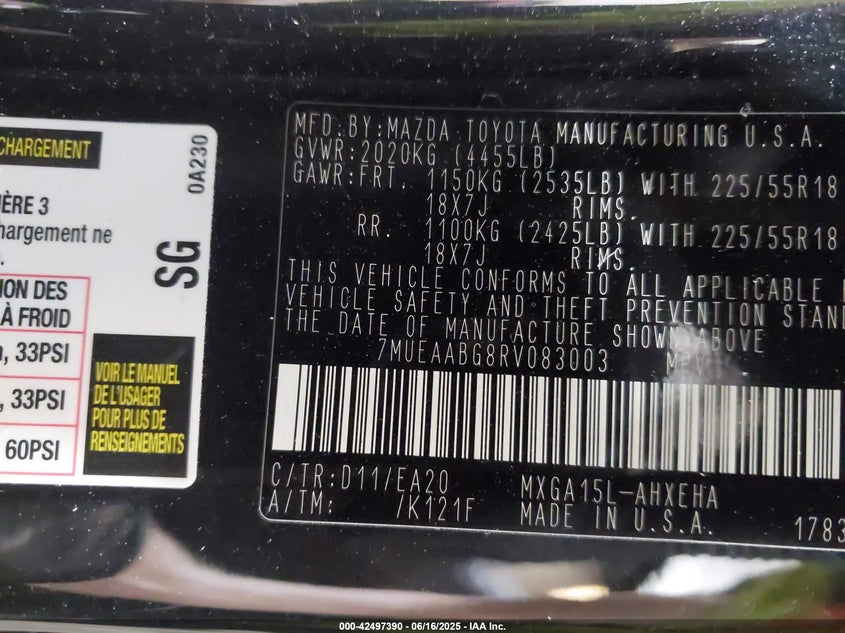 CHARGEMENT
0A230
IÈRE 3
hargement ne
SG
ION DES
À FROID
, 33PSI
, 33PSI
60PSI
VOIR LE MANUEL
DE L'USAGER
POUR PLUS DE
RENSEIGNEMENTS
MFD.BY:MAZDA TOYOTA MANUFACTURING U.S.A.
GVWR:2020KG (4455LB)
GAWR:FRT. 1150KG (2535LB) WITH 225/55R18
18X7J RIMS.
RR. 1100KG (2425LB) WITH 225/55R18
18X7J RIMS.
THIS VEHICLE CONFORMS TO ALL APPLICABLE
VEHICLE SAFETY AND THEFT PREVENTION STAND
THE DATE OF MANUFACTURE SHOWN ABOVE
7MUEAABG8RV083003 MPV
C/TR:D11/EA20 MXGA15L-AHXEHA
A/TM: /K121F MADE IN U.S.A. 1783
000-42497390 - 06/16/2025 - IAA Inc.